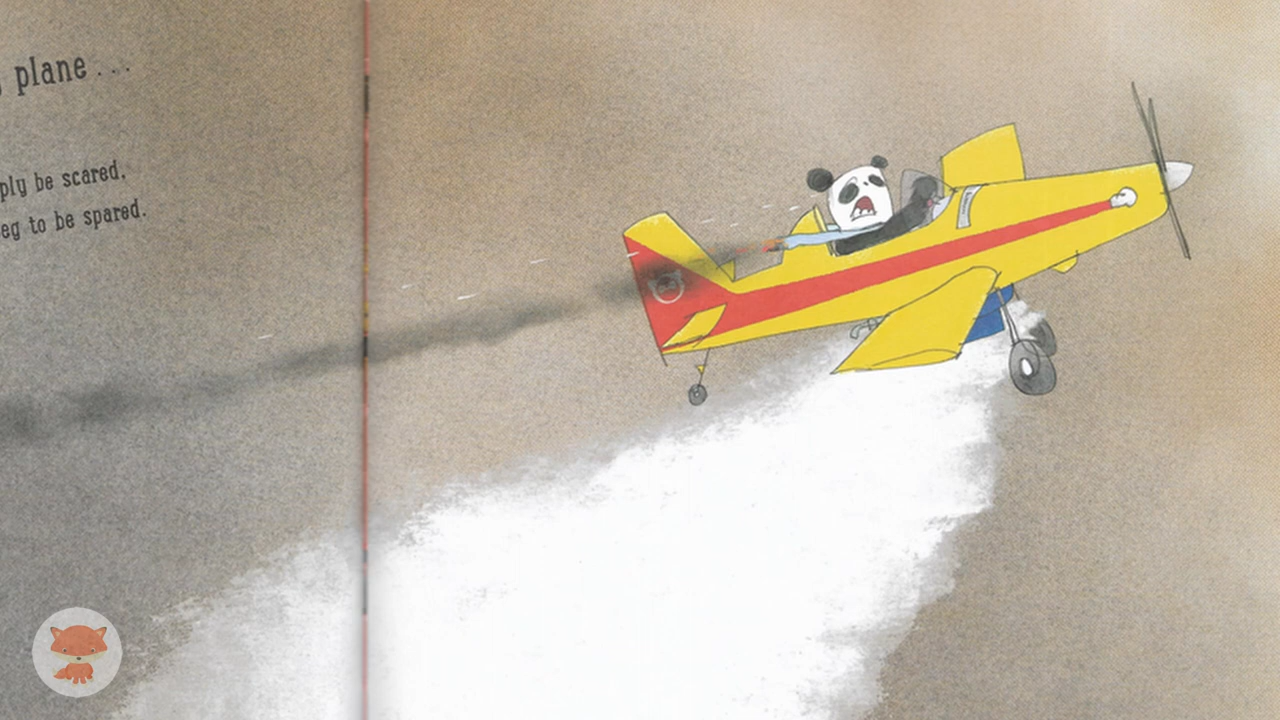 plane . . .
ply be scared,
eg to be spared.